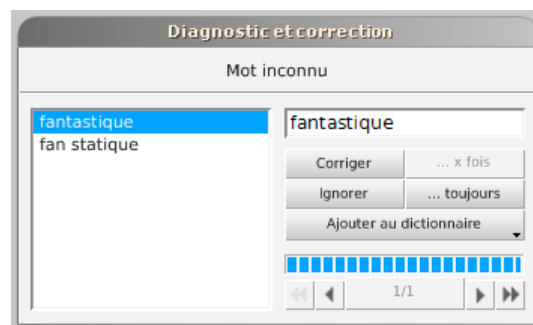 Diagnostic et correction
Mot inconnu
fantastique
fan statique
fantastique
Corriger
... x fois
Ignorer
... toujours
Ajouter au dictionnaire
1/1